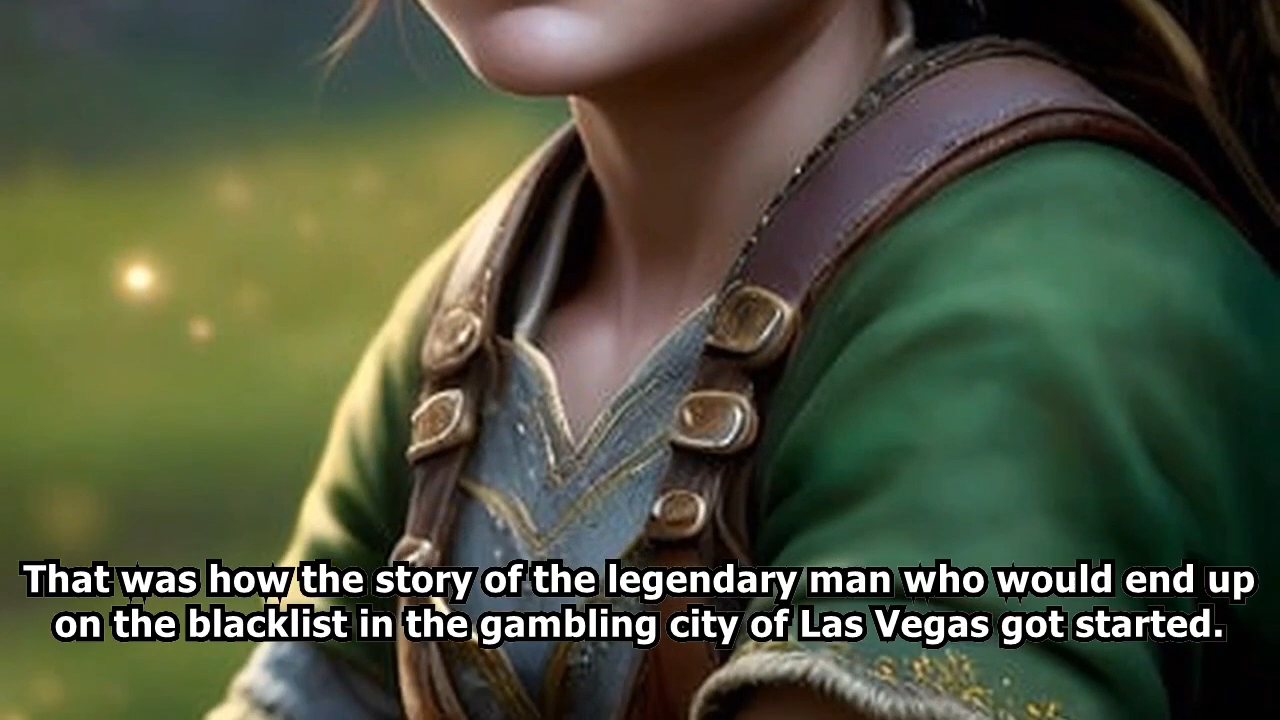 That was how the story of the legendary man who would end up
on the blacklist in the gambling city of Las Vegas got started.